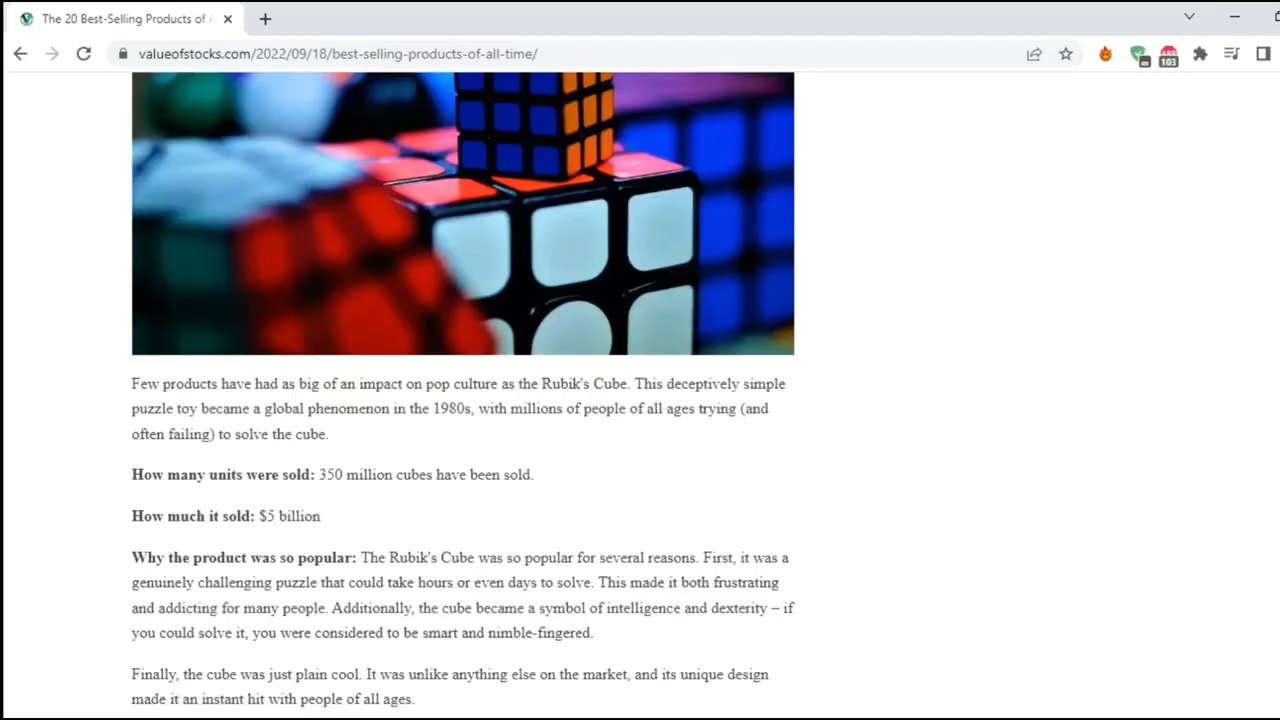 The 20 Best-Selling Products of
valueofstocks.com/2022/09/18/best-selling-products-of-all-time/
103
Few products have had as big of an impact on pop culture as the Rubik's Cube. This deceptively simple
puzzle toy became a global phenomenon in the 1980s, with millions of people of all ages trying (and
often failing) to solve the cube.
How many units were sold: 350 million cubes have been sold.
How much it sold: $5 billion
Why the product was so popular: The Rubik's Cube was so popular for several reasons. First, it was a
genuinely challenging puzzle that could take hours or even days to solve. This made it both frustrating
and addicting for many people. Additionally, the cube became a symbol of intelligence and dexterity – if
you could solve it, you were considered to be smart and nimble-fingered.
Finally, the cube was just plain cool. It was unlike anything else on the market, and its unique design
made it an instant hit with people of all ages.